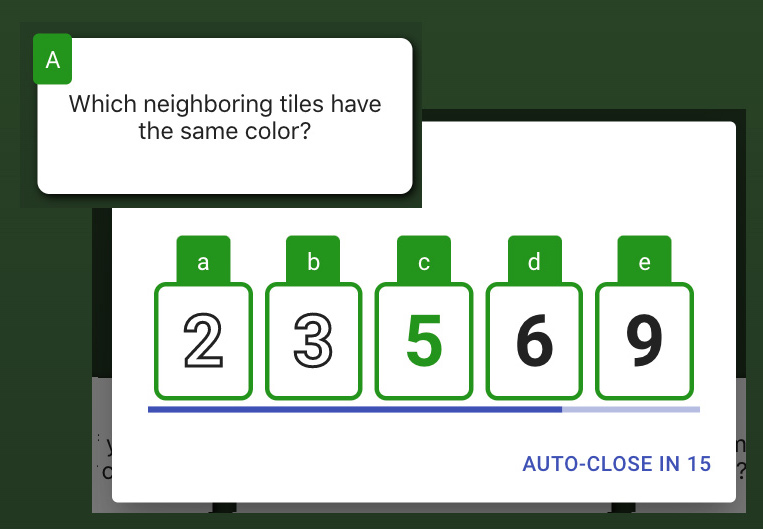 A
Which neighboring tiles have
the same color?
a b c d e
2 3 5 6 9
AUTO-CLOSE IN 15